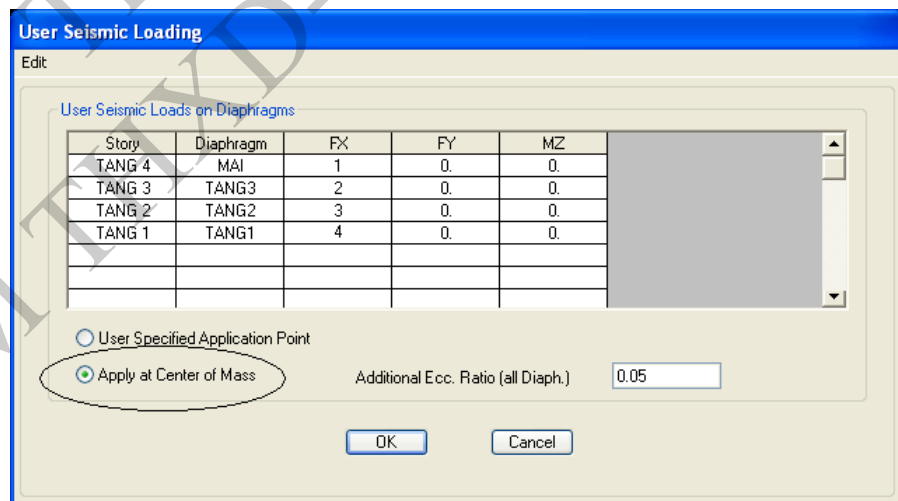 User Seismic Loading
Edit
User Seismic Loads on Diaphragms
Story Diaphragm FX FY MZ
TANG 4 MAI 1 0. 0.
TANG 3 TANG3 2 0. 0.
TANG 2 TANG2 3 0. 0.
TANG 1 TANG1 4 0. 0.
User Specified Application Point
Apply at Center of Mass Additional Ecc. Ratio (all Diaph.) 0.05
OK Cancel